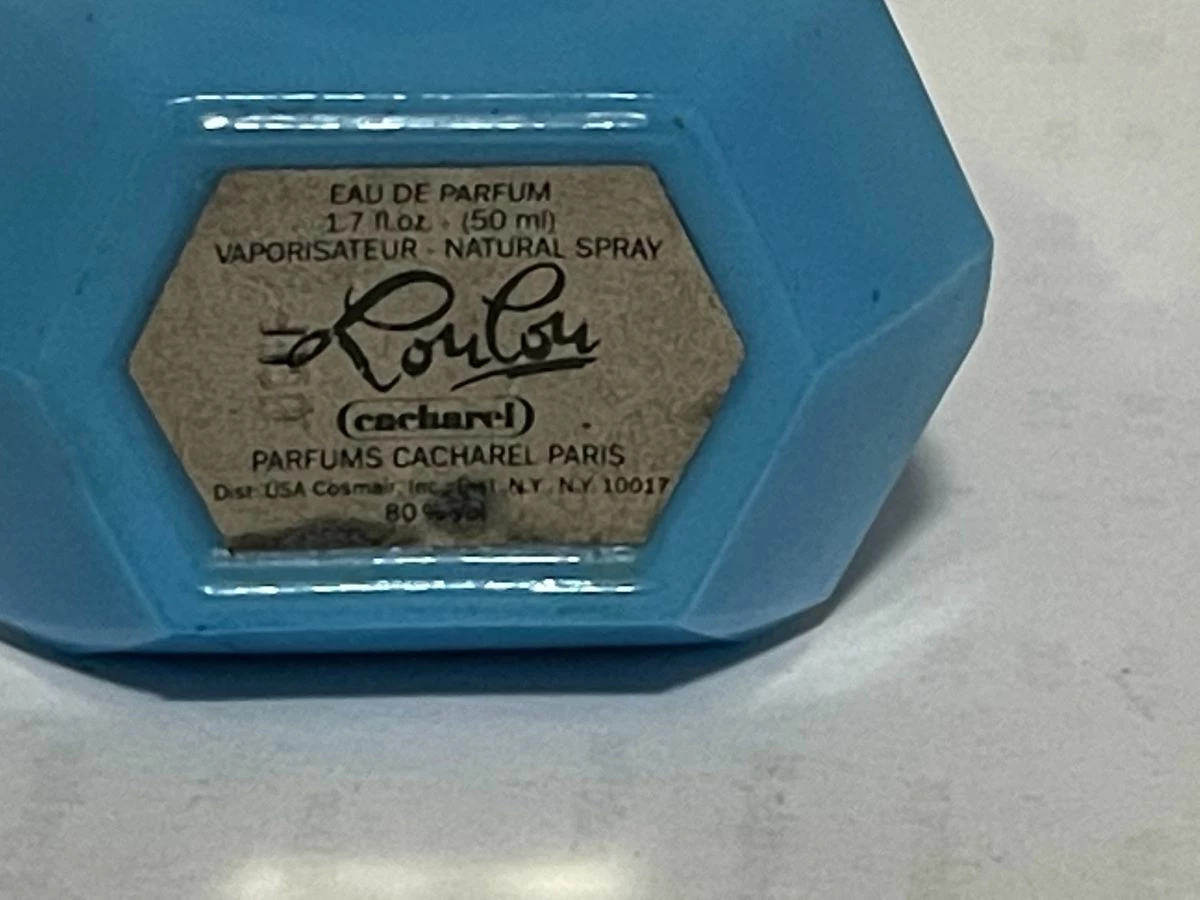 EAU DE PARFUM
1.7 fl.oz - (50 ml)
VAPORISATEUR - NATURAL SPRAY
Loulou
(cacharel)
PARFUMS CACHAREL PARIS
Dist. USA Cosmair, Inc., Dist. N.Y., N.Y. 10017
80 % vol